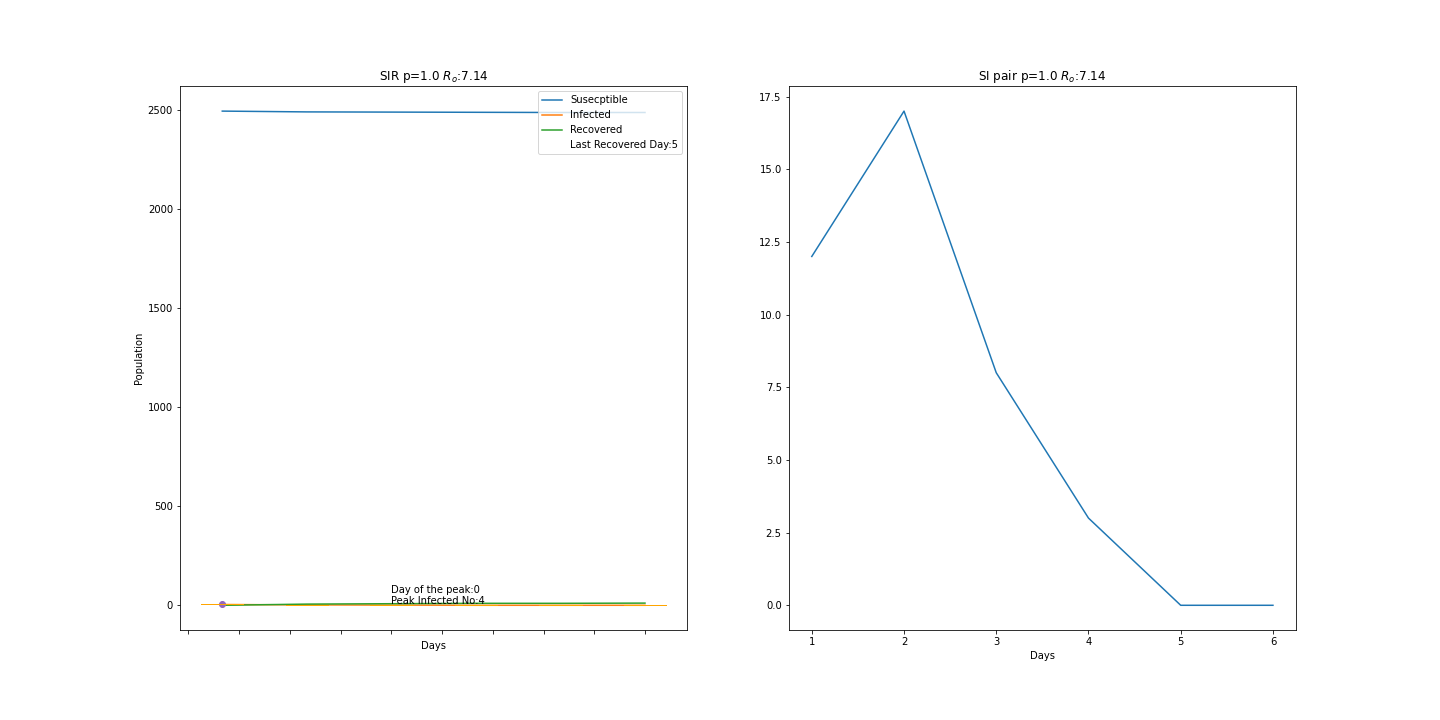 SIR p=1.0 Rₒ:7.14
Susecptible
Infected
Recovered
Last Recovered Day:5
2500
2000
1500
1000
500
0
Population
Day of the peak:0
Peak Infected No:4
Days
SI pair p=1.0 Rₒ:7.14
17.5
15.0
12.5
10.0
7.5
5.0
2.5
0.0
1 2 3 4 5 6
Days